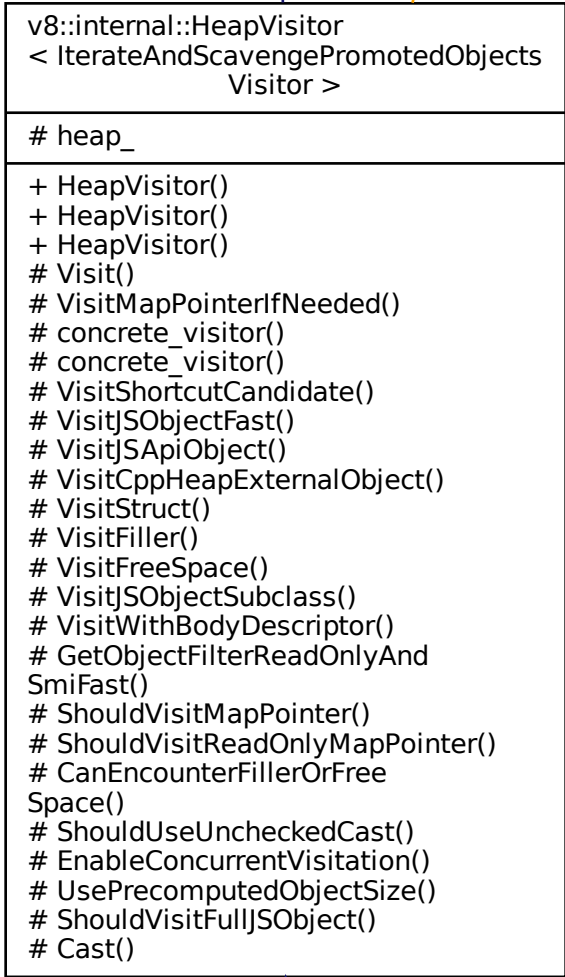 v8::internal::HeapVisitor
< IterateAndScavengePromotedObjects
Visitor >
# heap_
+ HeapVisitor()
+ HeapVisitor()
+ HeapVisitor()
# Visit()
# VisitMapPointerIfNeeded()
# concrete_visitor()
# concrete_visitor()
# VisitShortcutCandidate()
# VisitJSObjectFast()
# VisitJSApiObject()
# VisitCppHeapExternalObject()
# VisitStruct()
# VisitFiller()
# VisitFreeSpace()
# VisitJSObjectSubclass()
# VisitWithBodyDescriptor()
# GetObjectFilterReadOnlyAnd
SmiFast()
# ShouldVisitMapPointer()
# ShouldVisitReadOnlyMapPointer()
# CanEncounterFillerOrFree
Space()
# ShouldUseUncheckedCast()
# EnableConcurrentVisitation()
# UsePrecomputedObjectSize()
# ShouldVisitFullJSObject()
# Cast()